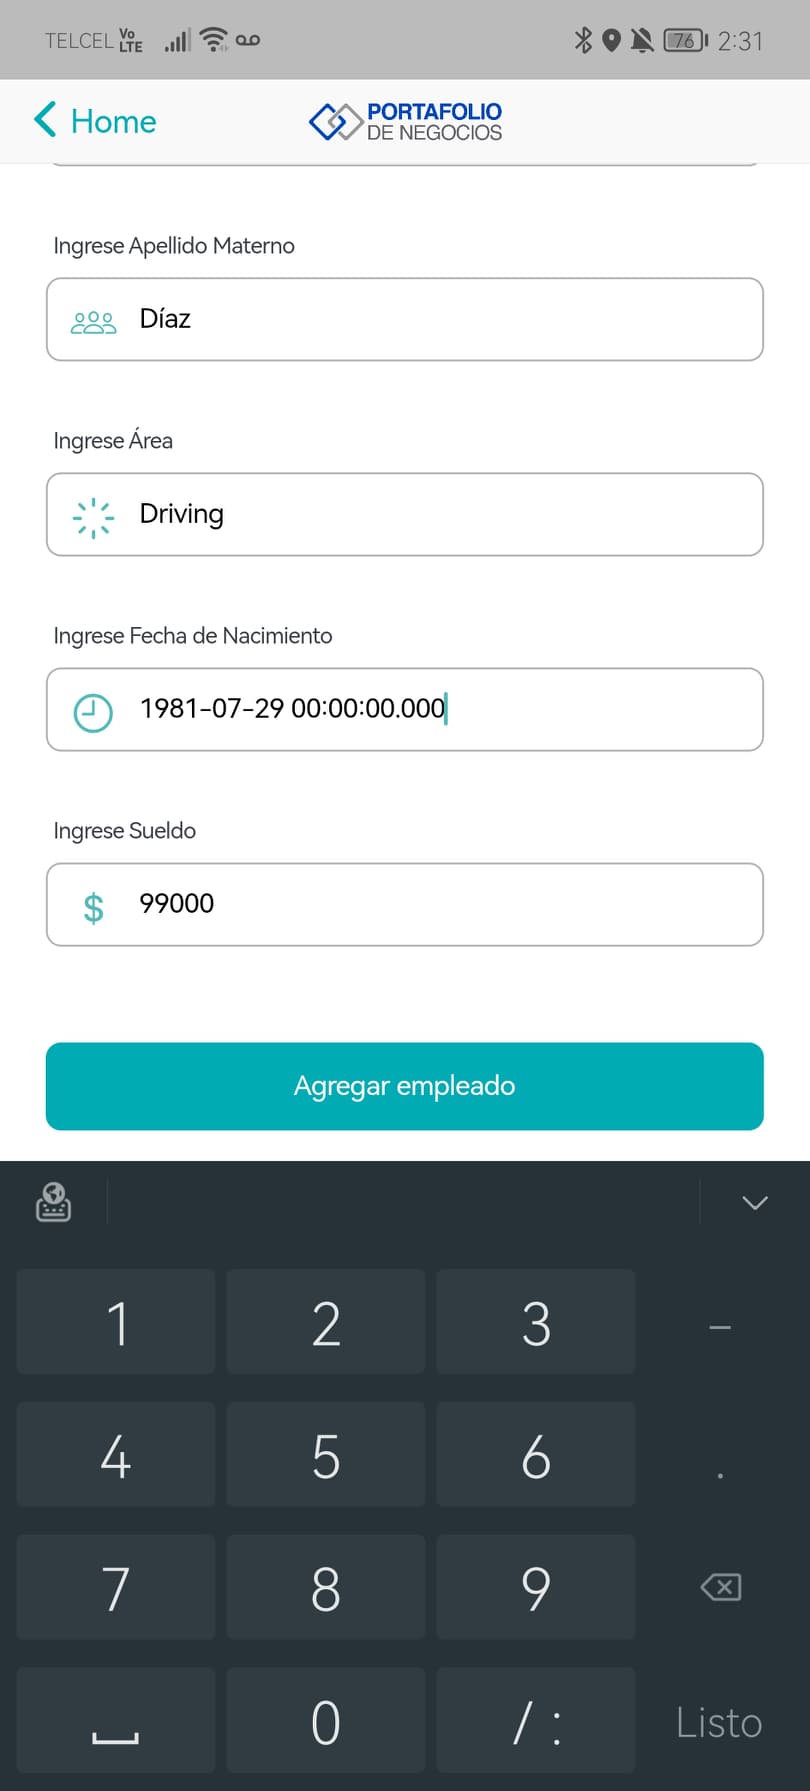 TELCEL VoLTE 76 2:31
Home
PORTAFOLIO
DE NEGOCIOS
Ingrese Apellido Materno
Díaz
Ingrese Área
Driving
Ingrese Fecha de Nacimiento
1981-07-29 00:00:00.000
Ingrese Sueldo
$ 99000
Agregar empleado
1 2 3 –
4 5 6 .
7 8 9
0 / : Listo